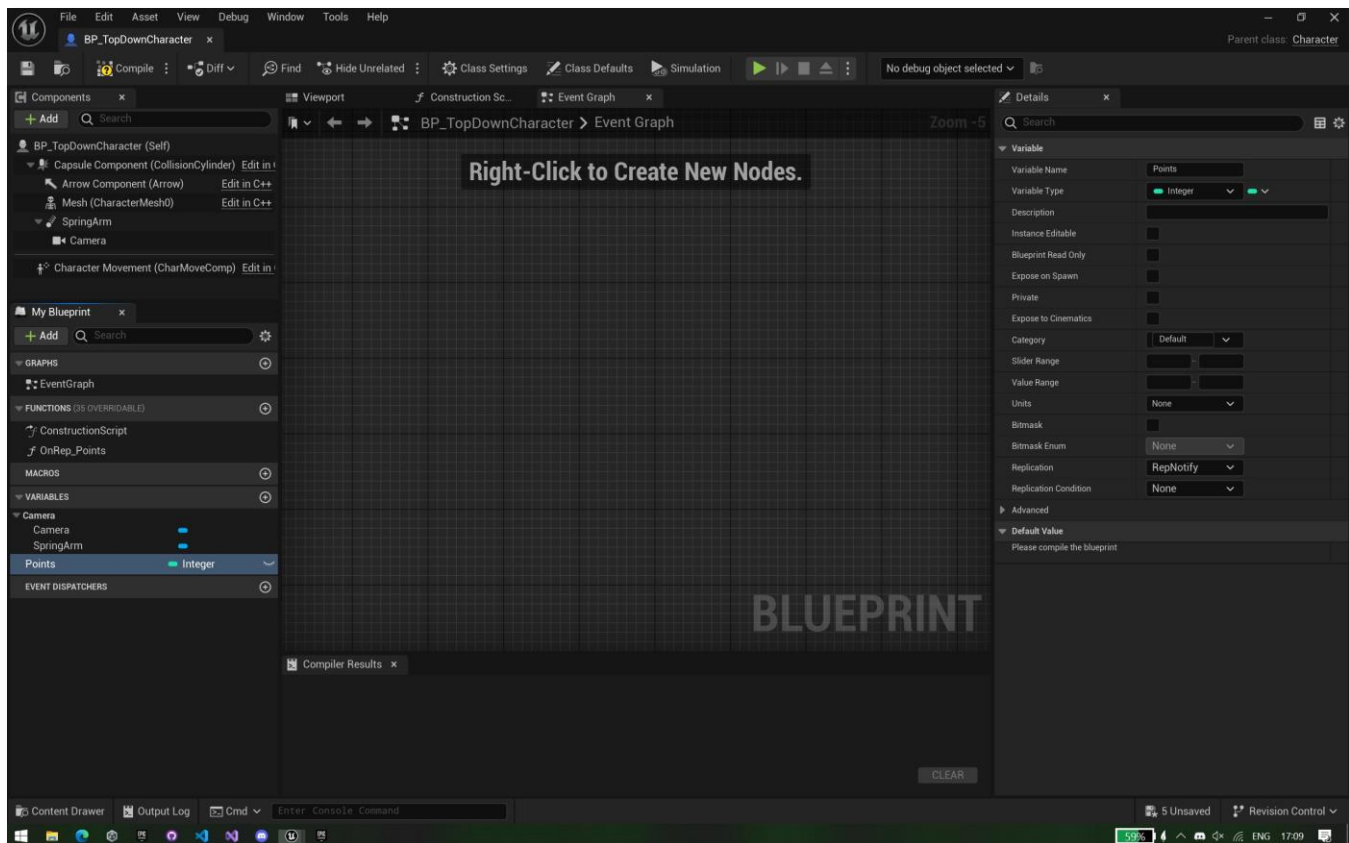 File Edit Asset View Debug Window Tools Help
BP_TopDownCharacter
Parent class: Character
Compile Diff Find Hide Unrelated Class Settings Class Defaults Simulation No debug object selected
Components
Add Search
BP_TopDownCharacter (Self)
Capsule Component (CollisionCylinder) Edit in
Arrow Component (Arrow) Edit in C++
Mesh (CharacterMesh0) Edit in C++
SpringArm
Camera
Character Movement (CharMoveComp) Edit in
My Blueprint
Add Search
GRAPHS
EventGraph
FUNCTIONS (35 OVERRIDABLE)
ConstructionScript
OnRep_Points
MACROS
VARIABLES
Camera
Camera
SpringArm
Points Integer
EVENT DISPATCHERS
Viewport Construction Sc... Event Graph
BP_TopDownCharacter > Event Graph Zoom -5
Right-Click to Create New Nodes.
BLUEPRINT
Compiler Results
CLEAR
Details
Search
Variable
Variable Name Points
Variable Type Integer
Description
Instance Editable
Blueprint Read Only
Expose on Spawn
Private
Expose to Cinematics
Category Default
Slider Range
Value Range
Units None
Bitmask
Bitmask Enum None
Replication RepNotify
Replication Condition None
Advanced
Default Value
Please compile the blueprint
Content Drawer Output Log Cmd Enter Console Command 5 Unsaved Revision Control
59% ENG 17:09